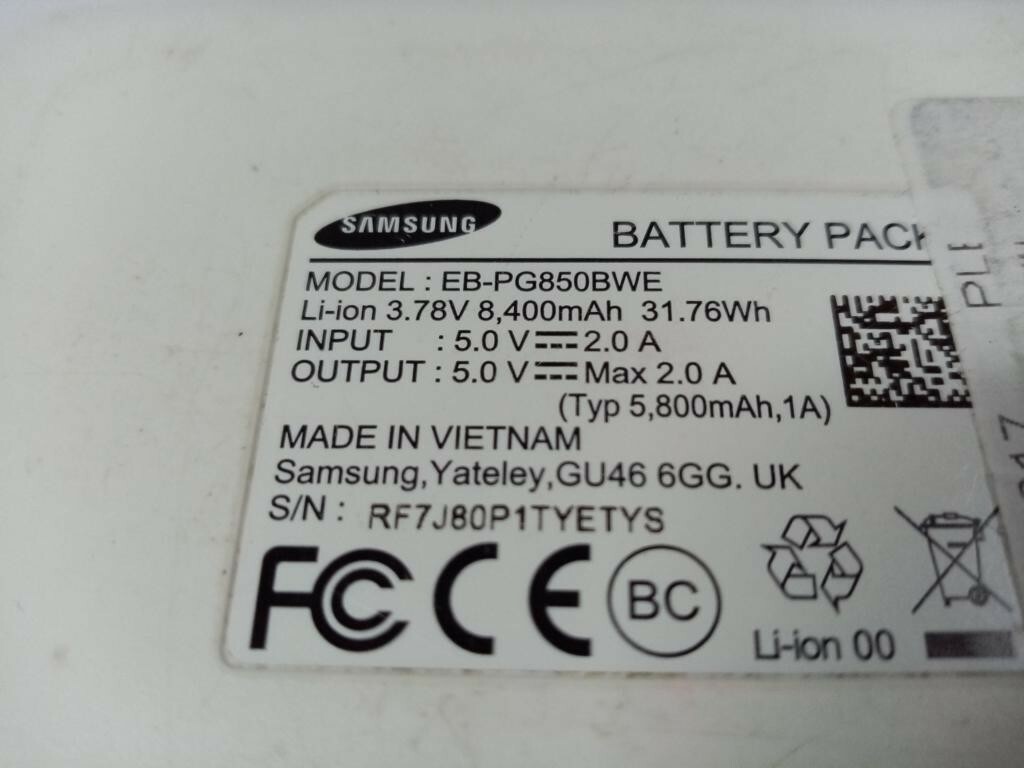 SAMSUNG
BATTERY PACK
MODEL : EB-PG850BWE
Li-ion 3.78V 8,400mAh 31.76Wh
INPUT : 5.0 V⎓2.0 A
OUTPUT : 5.0 V⎓Max 2.0 A
(Typ 5,800mAh,1A)
MADE IN VIETNAM
Samsung,Yateley,GU46 6GG. UK
S/N : RF7J80P1TYETYS
FC CE BC
Li-ion 00
PLE